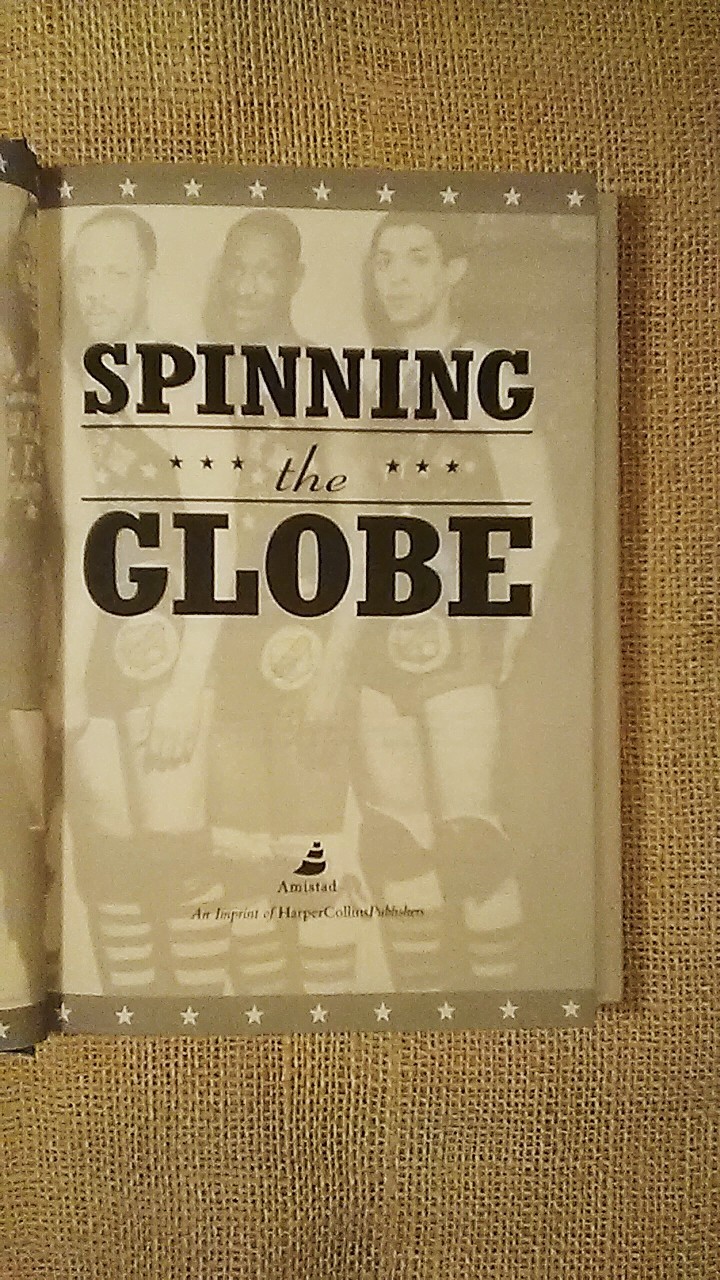 SPINNING
the
GLOBE
Amistad
An Imprint of HarperCollinsPublishers